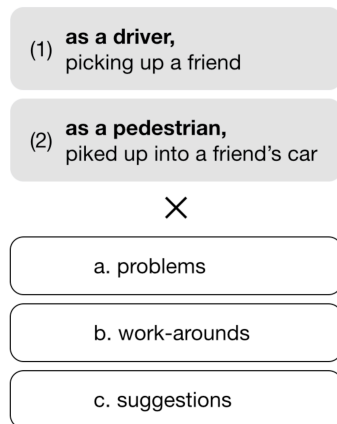 (1) as a driver,
picking up a friend
(2) as a pedestrian,
piked up into a friend's car
×
a. problems
b. work-arounds
c. suggestions